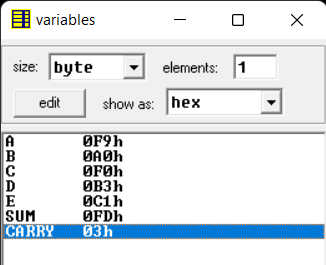 variables
size: byte elements: 1
edit show as: hex
A 0F9h
B 0A0h
C 0F0h
D 0B3h
E 0C1h
SUM 0FDh
CARRY 03h